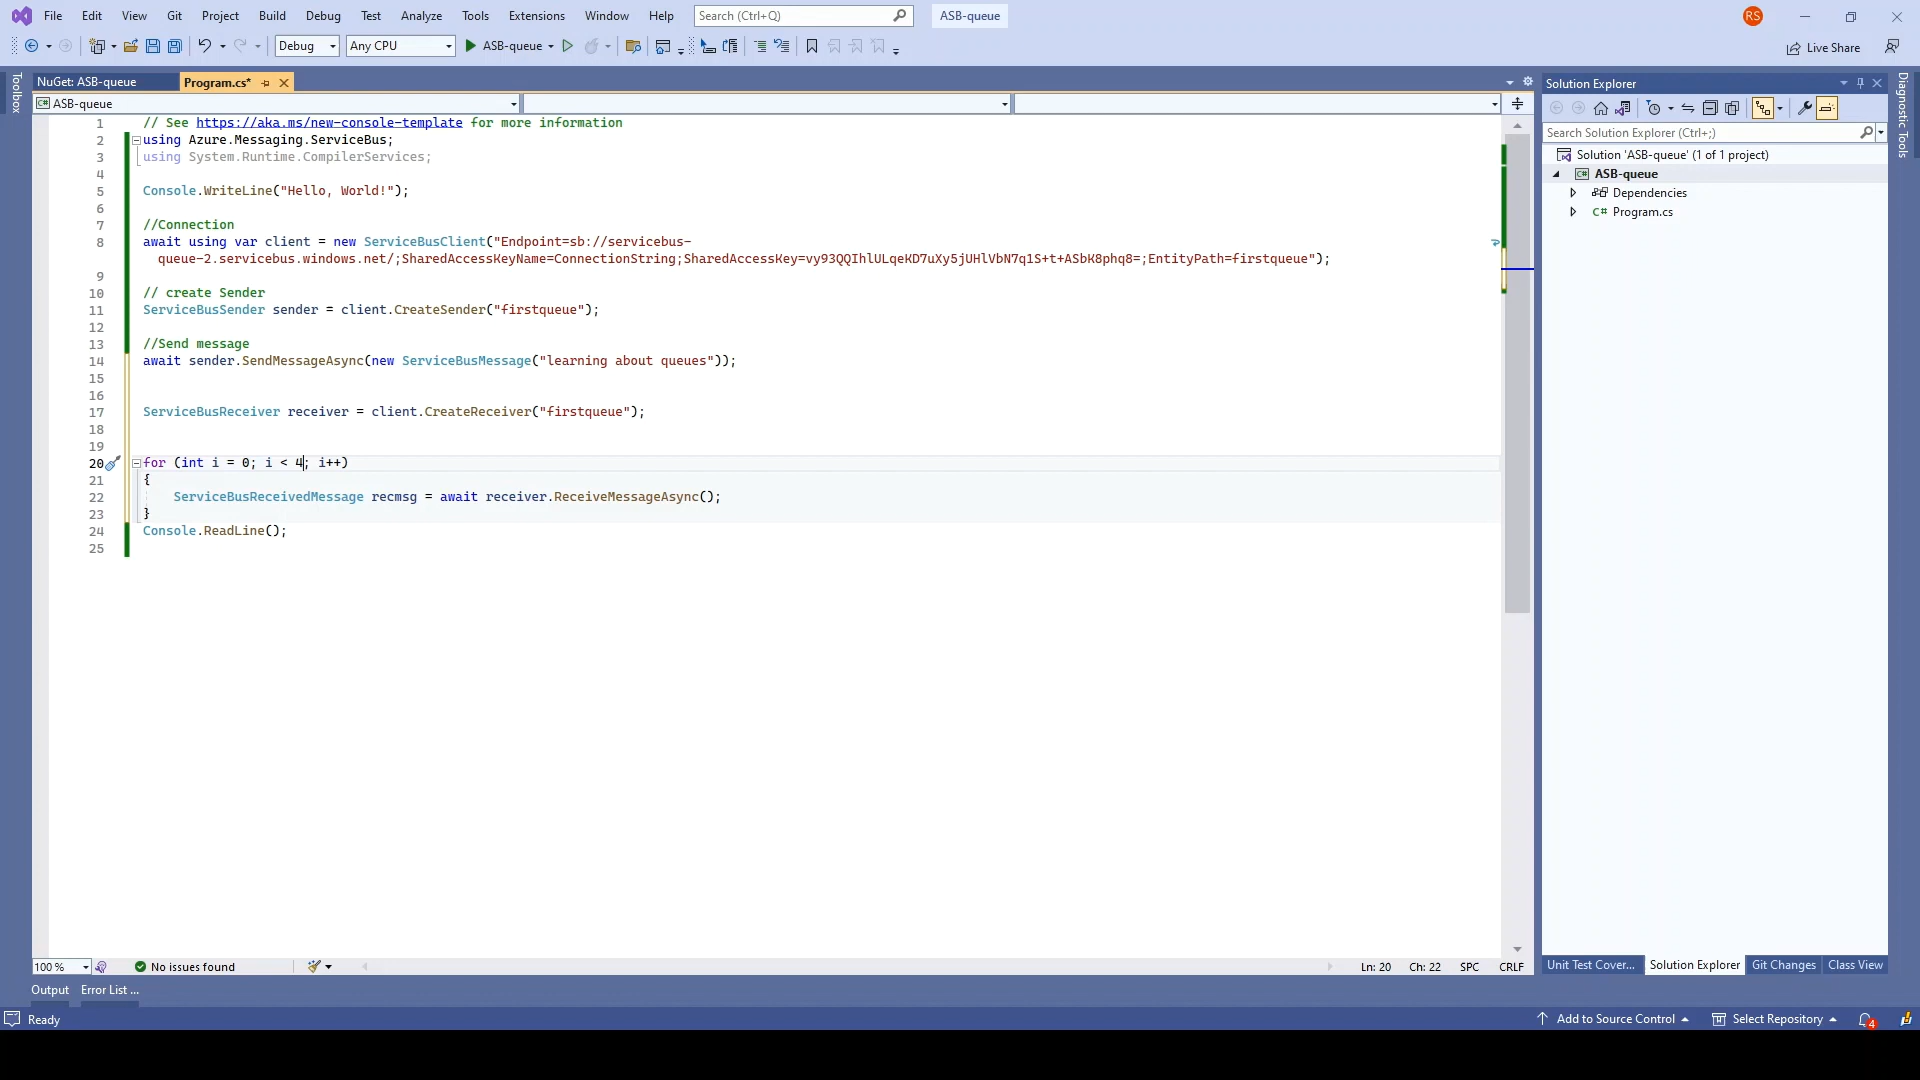 File Edit View Git Project Build Debug Test Analyze Tools Extensions Window Help Search (Ctrl+Q) ASB-queue RS
Debug Any CPU ASB-queue Live Share
Toolbox
NuGet: ASB-queue Program.cs*
ASB-queue
1 // See https://aka.ms/new-console-template for more information
2 using Azure.Messaging.ServiceBus;
3 using System.Runtime.CompilerServices;
4
5 Console.WriteLine("Hello, World!");
6
7 //Connection
8 await using var client = new ServiceBusClient("Endpoint=sb://servicebus-
queue-2.servicebus.windows.net/;SharedAccessKeyName=ConnectionString;SharedAccessKey=vy93QQIhlULqeKD7uXy5jUHlVbN7q1S+t+ASbK8phq8=;EntityPath=firstqueue");
9
10 // create Sender
11 ServiceBusSender sender = client.CreateSender("firstqueue");
12
13 //Send message
14 await sender.SendMessageAsync(new ServiceBusMessage("learning about queues"));
15
16
17 ServiceBusReceiver receiver = client.CreateReceiver("firstqueue");
18
19
20 for (int i = 0; i < 4; i++)
21 {
22 ServiceBusReceivedMessage recmsg = await receiver.ReceiveMessageAsync();
23 }
24 Console.ReadLine();
25
100 % No issues found Ln: 20 Ch: 22 SPC CRLF
Output Error List ...
Ready Add to Source Control Select Repository 4
Solution Explorer
Search Solution Explorer (Ctrl+;)
Solution 'ASB-queue' (1 of 1 project)
C# ASB-queue
Dependencies
C# Program.cs
Unit Test Cover... Solution Explorer Git Changes Class View
Diagnostic Tools